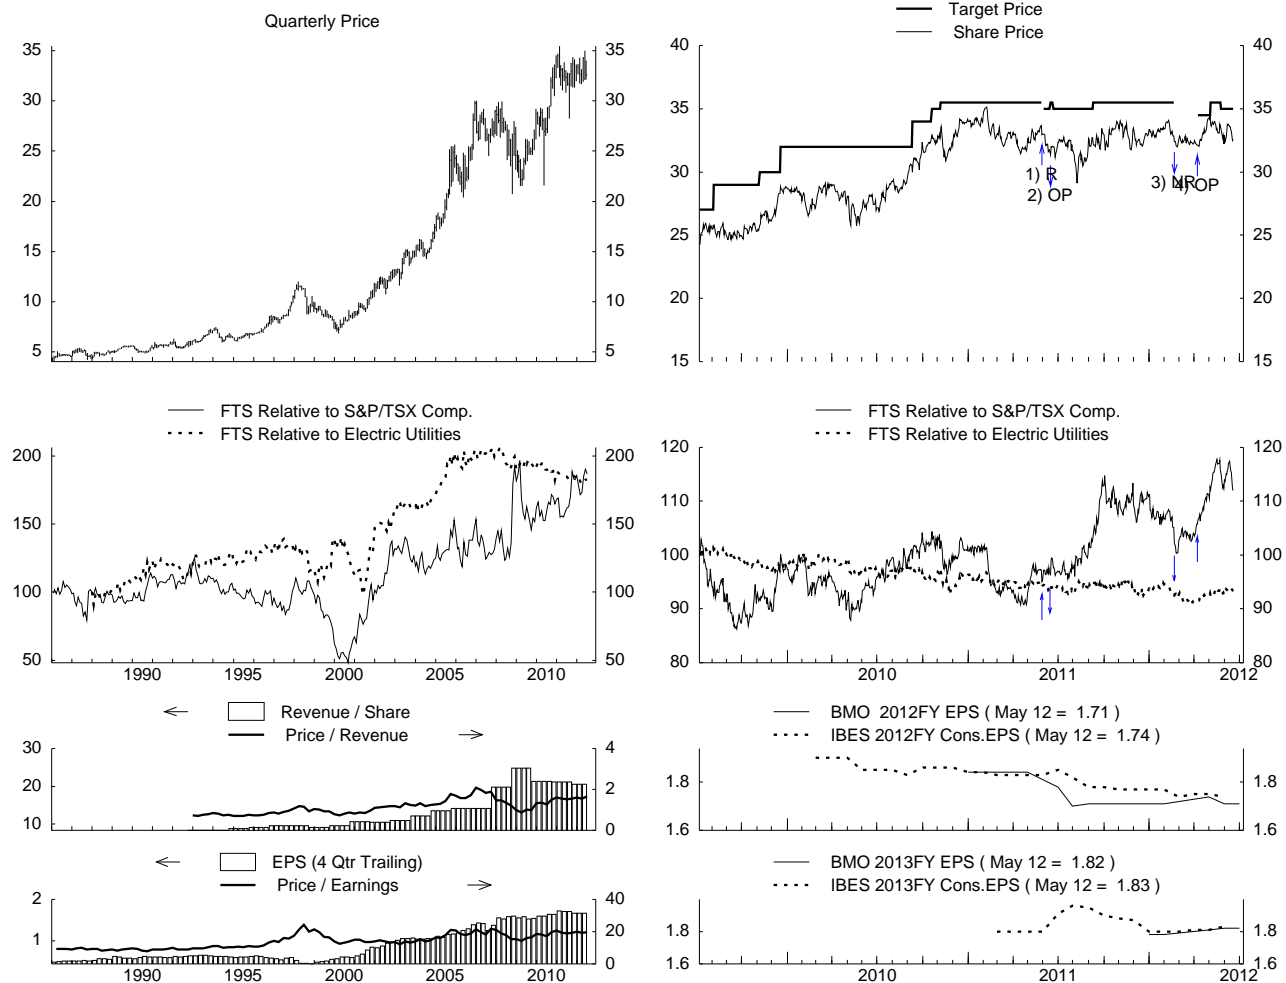 Quarterly Price
35
30
25
20
15
10
5
35
30
25
20
15
10
5
Target Price
Share Price
40
35
30
25
20
15
40
35
30
25
20
15
1) R
2) OP
3) NR
4) OP
FTS Relative to S&P/TSX Comp.
FTS Relative to Electric Utilities
200
150
100
50
200
150
100
50
1990 1995 2000 2005 2010
FTS Relative to S&P/TSX Comp.
FTS Relative to Electric Utilities
120
110
100
90
80
120
110
100
90
80
2010 2011 2012
Revenue / Share
Price / Revenue
30
20
10
4
2
0
BMO 2012FY EPS ( May 12 = 1.71 )
IBES 2012FY Cons.EPS ( May 12 = 1.74 )
1.8
1.6
1.8
1.6
EPS (4 Qtr Trailing)
Price / Earnings
2
1
40
20
0
1990 1995 2000 2005 2010
BMO 2013FY EPS ( May 12 = 1.82 )
IBES 2013FY Cons.EPS ( May 12 = 1.83 )
1.8
1.6
1.8
1.6
2010 2011 2012